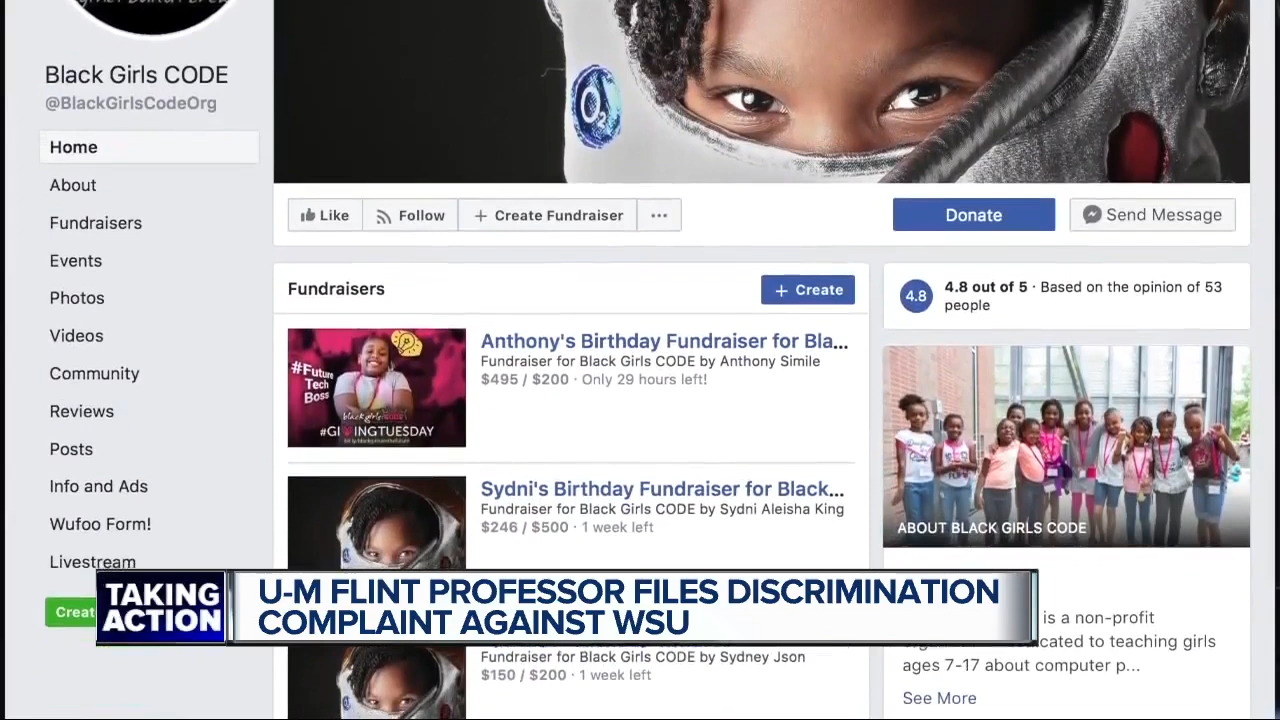 Black Girls CODE
@BlackGirlsCodeOrg
Home
About
Fundraisers
Events
Photos
Videos
Community
Reviews
Posts
Info and Ads
Wufoo Form!
Livestream
O2
Like
Follow
+ Create Fundraiser
...
Donate
Send Message
Fundraisers
+ Create
#Future
Tech
Boss
black girls CODE
#GIVINGTUESDAY
Anthony's Birthday Fundraiser for Bla...
Fundraiser for Black Girls CODE by Anthony Simile
$495 / $200 · Only 29 hours left!
Sydni's Birthday Fundraiser for Black...
Fundraiser for Black Girls CODE by Sydni Aleisha King
$246 / $500 · 1 week left
Fundraiser for Black Girls CODE by Sydney Json
$150 / $200 · 1 week left
4.8
4.8 out of 5 · Based on the opinion of 53
people
ABOUT BLACK GIRLS CODE
is a non-profit
ages 7-17 about computer p...
See More
TAKING
ACTION
U-M FLINT PROFESSOR FILES DISCRIMINATION
COMPLAINT AGAINST WSU